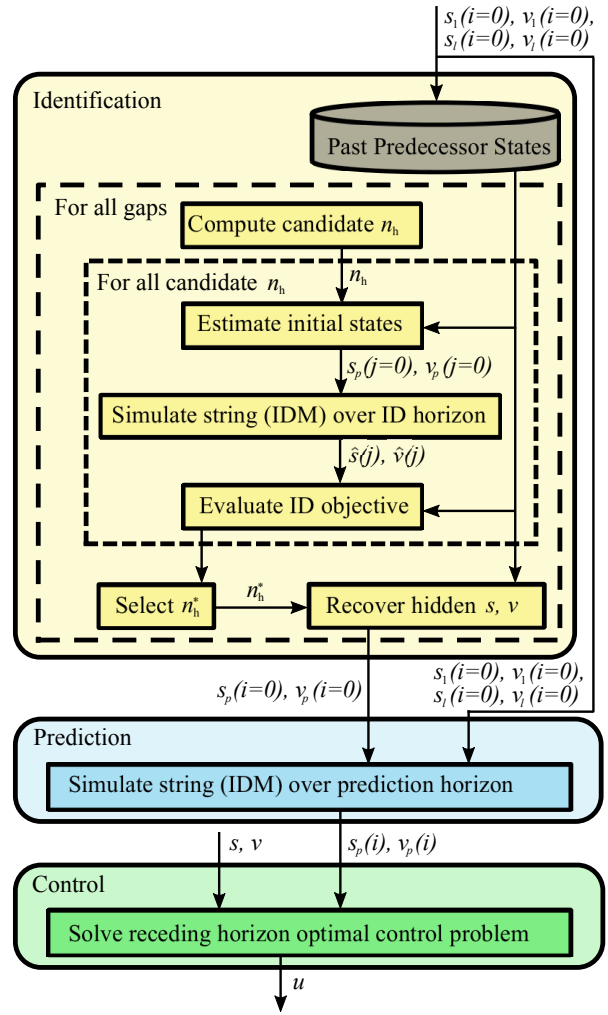 s₁(i=0), v₁(i=0),
sₗ(i=0), vₗ(i=0)
Identification
Past Predecessor States
For all gaps
Compute candidate nₕ
nₕ
For all candidate nₕ
Estimate initial states
sₚ(j=0), vₚ(j=0)
Simulate string (IDM) over ID horizon
ŝ(j), v̂(j)
Evaluate ID objective
Select nₕ*
nₕ*
Recover hidden s, v
sₚ(i=0), vₚ(i=0)
s₁(i=0), v₁(i=0),
sₗ(i=0), vₗ(i=0)
Prediction
Simulate string (IDM) over prediction horizon
s, v
sₚ(i), vₚ(i)
Control
Solve receding horizon optimal control problem
u